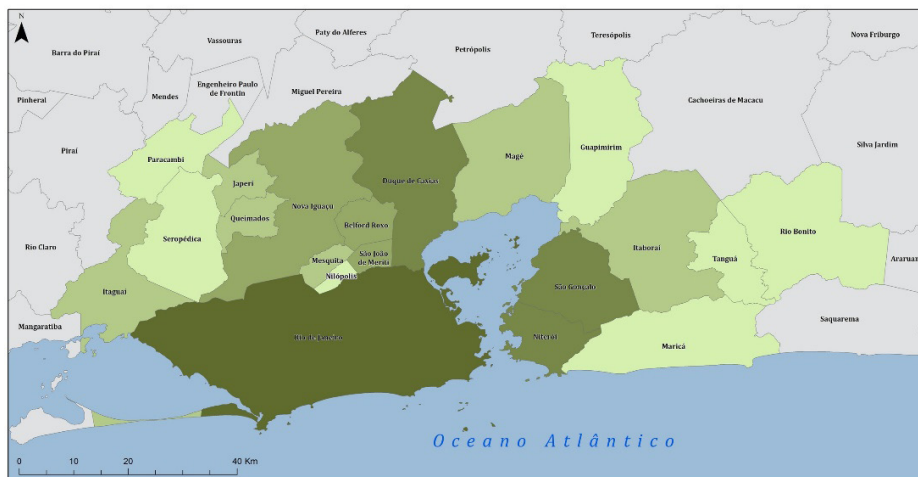 N
Vassouras
Paty do Alferes
Teresópolis
Nova Friburgo
Barra do Piraí
Petrópolis
Engenheiro Paulo
de Frontin
Miguel Pereira
Pinheral
Mendes
Cachoeiras de Macacu
Piraí
Silva Jardim
Paracambi
Guapimirim
Magé
Duque de Caxias
Japeri
Nova Iguaçu
Queimados
Belford Roxo
Rio Bonito
Seropédica
Rio Claro
Itaboraí
São João
de Meriti
Mesquita
Tanguá
Araruama
Nilópolis
São Gonçalo
Itaguaí
Saquarema
Mangaratiba
Rio de Janeiro
Niterói
Maricá
Oceano Atlântico
0 10 20 40 Km